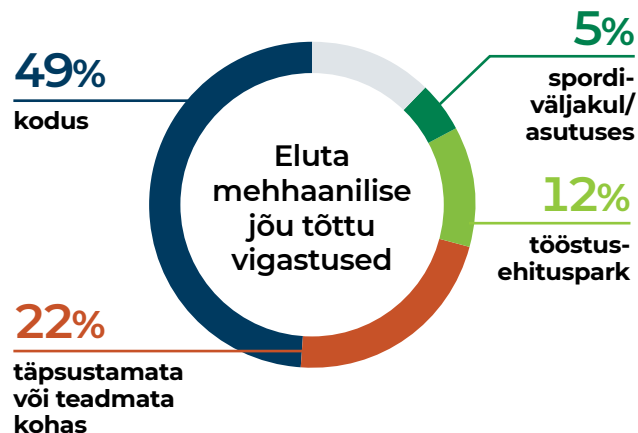 49%
kodus
5%
spordi-
väljakul/
asutuses
Eluta
mehhaanilise
jõu tõttu
vigastused
12%
tööstus-
ehituspark
22%
täpsustamata
või teadmata
kohas